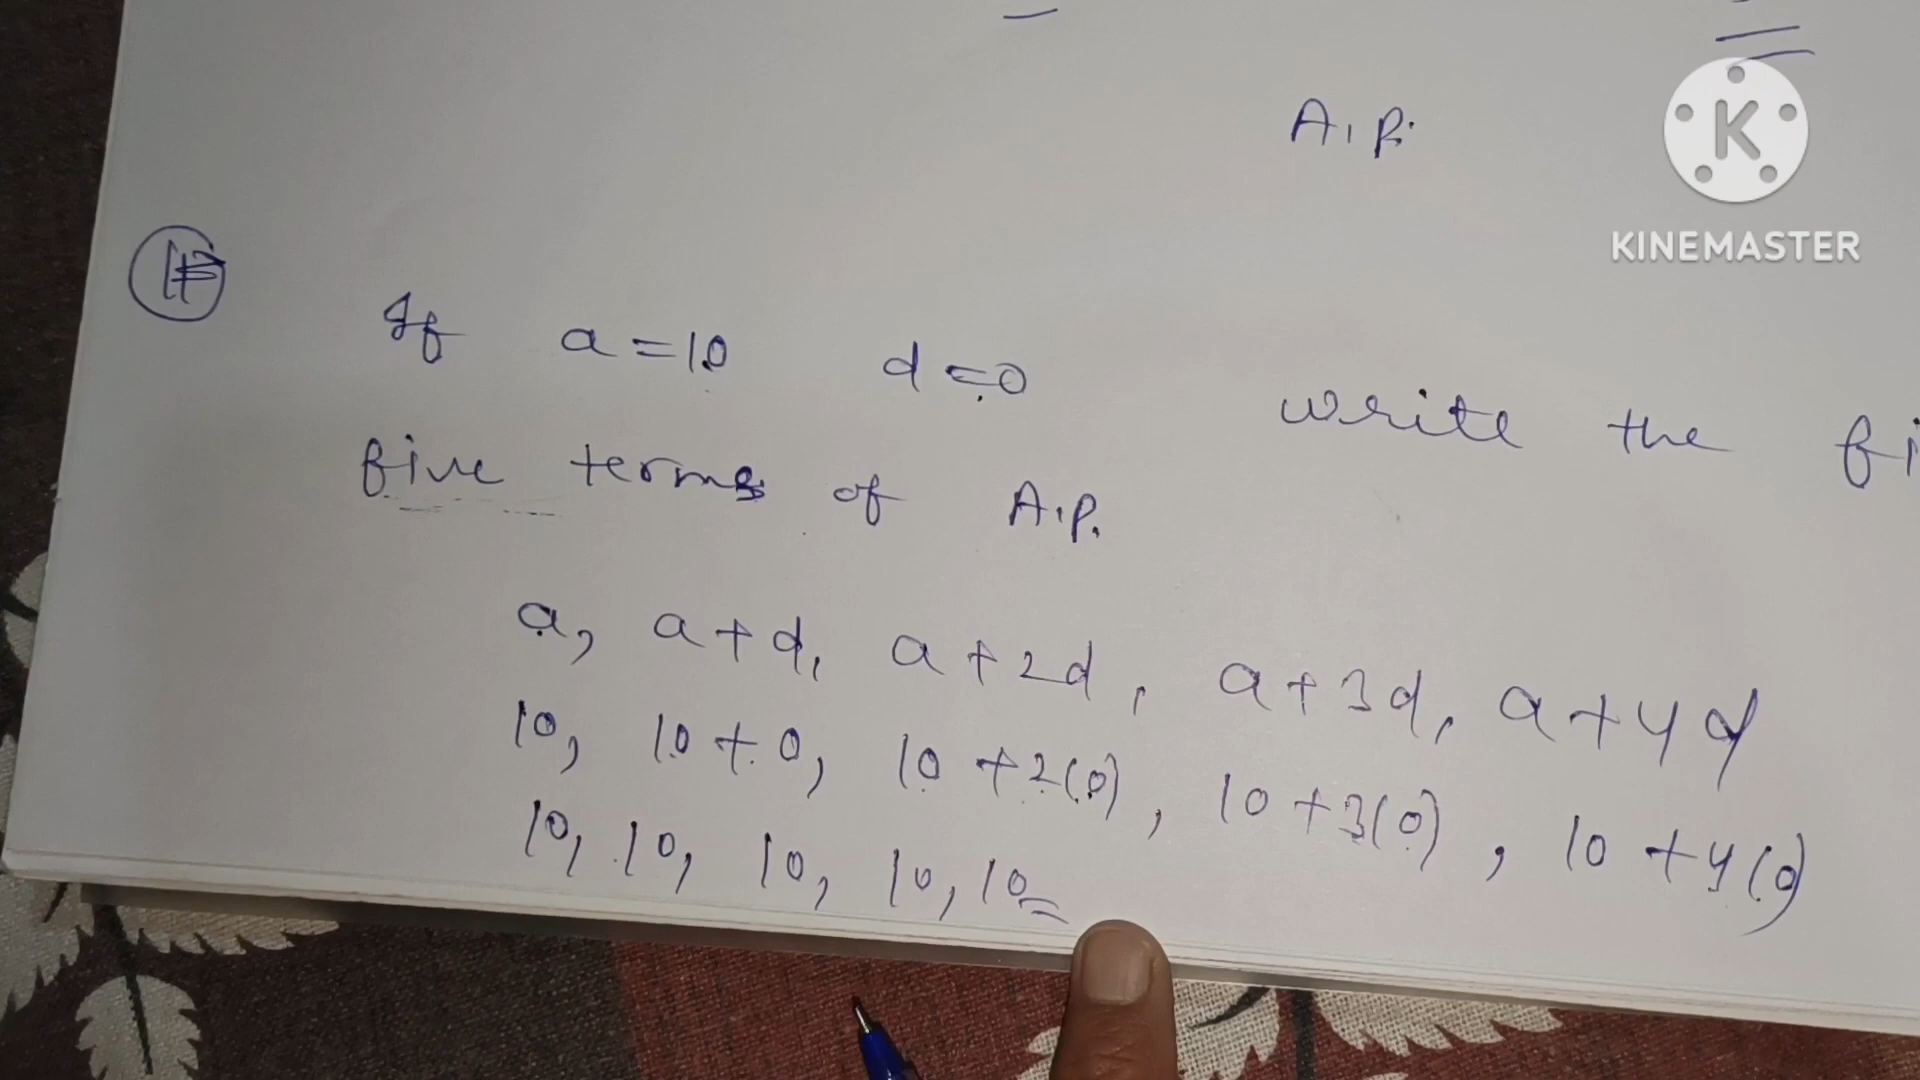 A.P.
K
KINEMASTER
If a=10 d=0 write the fi
five terms of A.P.
a, a+d, a+2d, a+3d, a+4d
10, 10+0, 10+2(0), 10+3(0), 10+4(0)
10, 10, 10, 10, 10